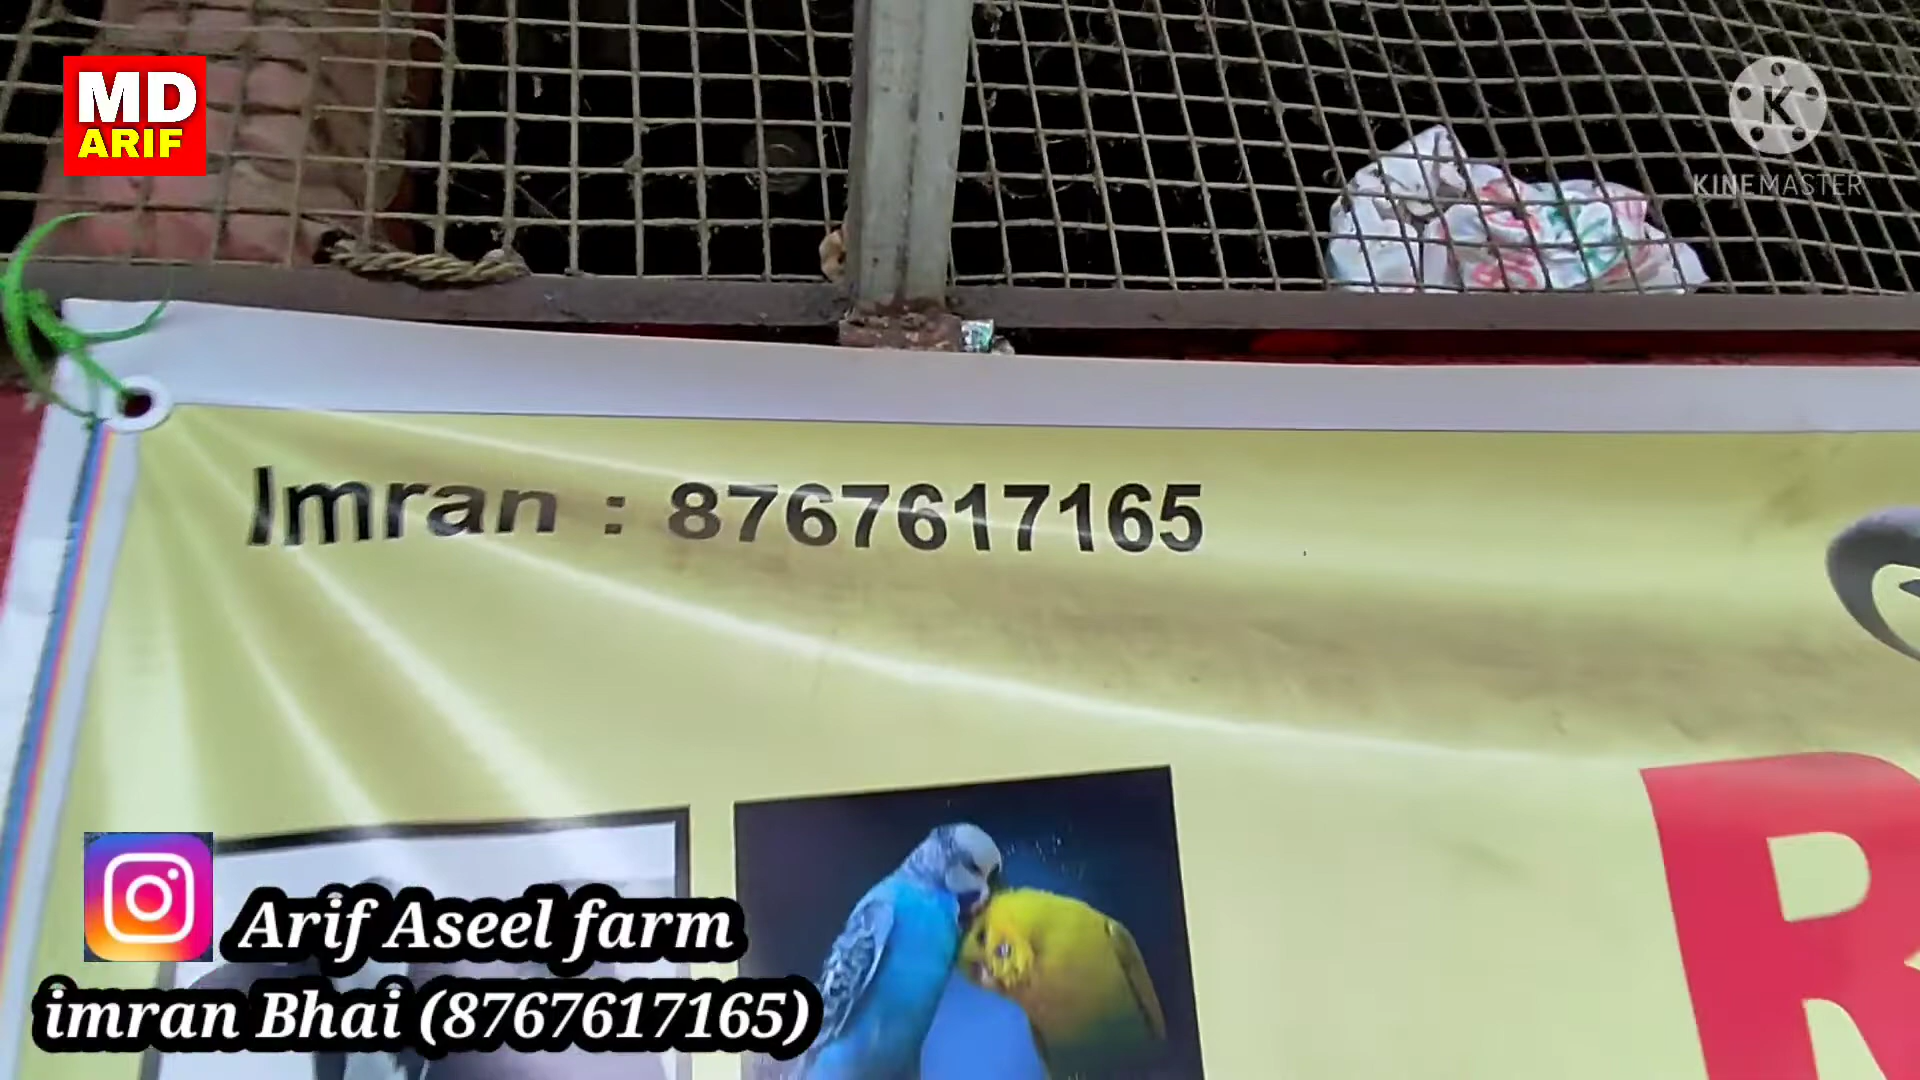 MD
ARIF
KINEMASTER
Imran : 8767617165
R
Arif Aseel farm
imran Bhai (8767617165)